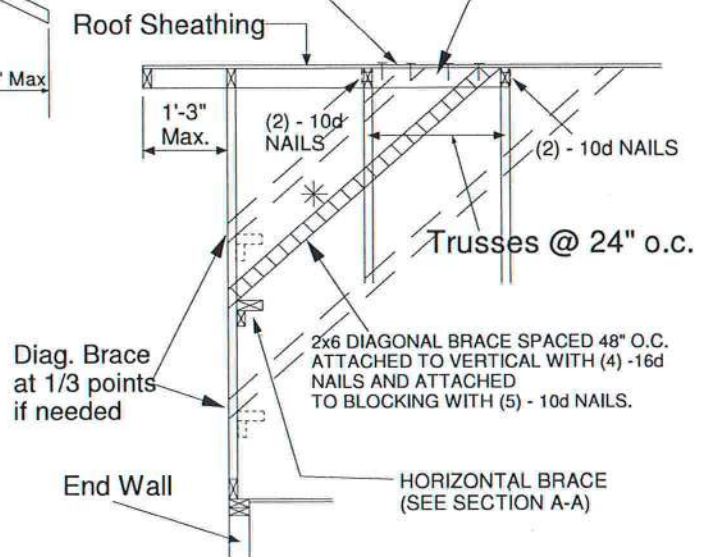 Roof Sheathing
Max
1'-3"
Max.
(2) - 10d
NAILS
(2) - 10d NAILS
Trusses @ 24" o.c.
2x6 DIAGONAL BRACE SPACED 48" O.C.
ATTACHED TO VERTICAL WITH (4) -16d
NAILS AND ATTACHED
TO BLOCKING WITH (5) - 10d NAILS.
Diag. Brace
at 1/3 points
if needed
HORIZONTAL BRACE
(SEE SECTION A-A)
End Wall